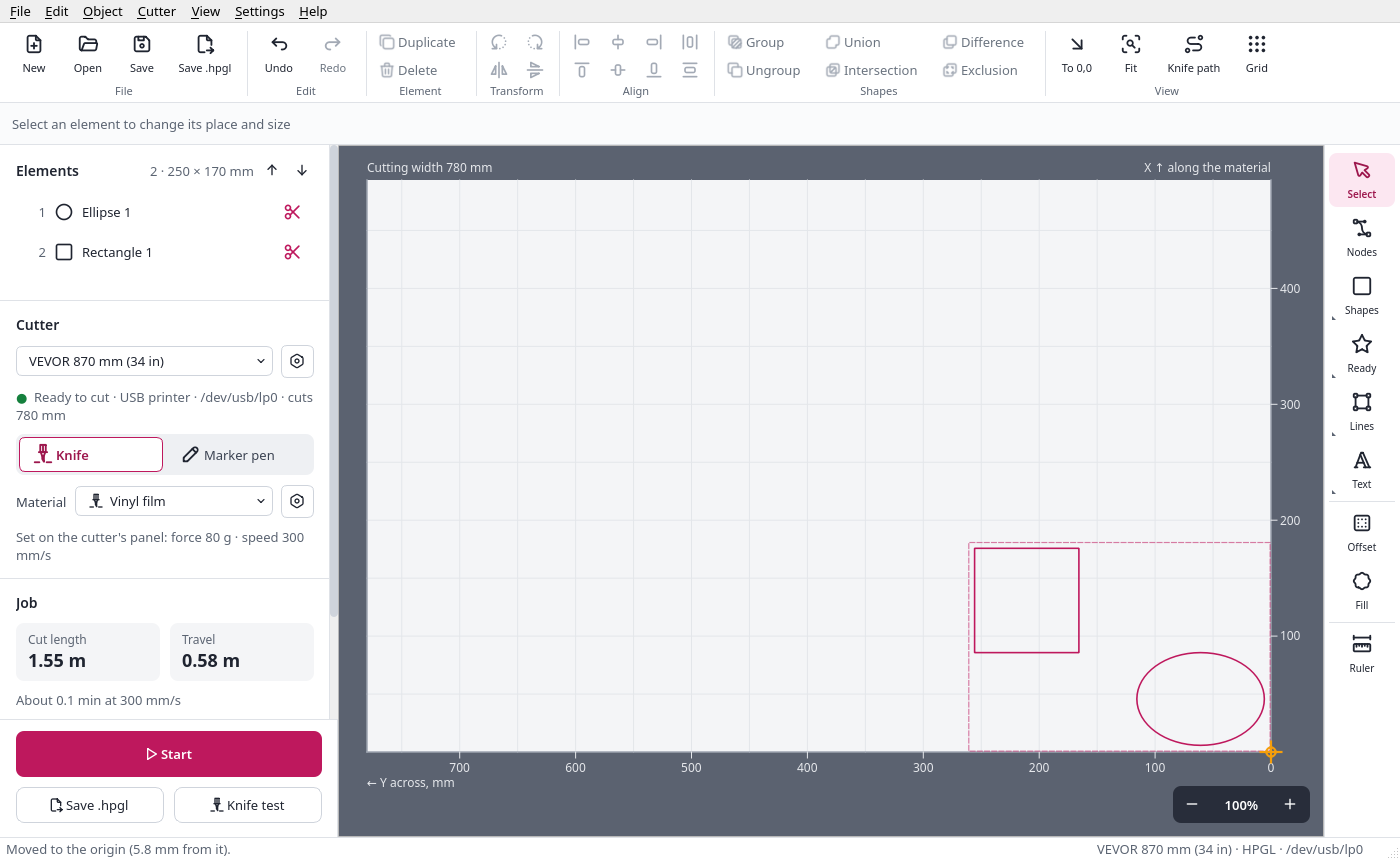 File Edit Object Cutter View Settings Help
New Open Save Save .hpgl
File
Undo Redo
Edit
Duplicate
Delete
Element
Transform
Align
Group Union Difference
Ungroup Intersection Exclusion
Shapes
To 0,0 Fit Knife path Grid
View
Select an element to change its place and size
Elements 2 · 250 × 170 mm
1 Ellipse 1
2 Rectangle 1
Cutter
VEVOR 870 mm (34 in)
Ready to cut · USB printer · /dev/usb/lp0 · cuts
780 mm
Knife Marker pen
Material Vinyl film
Set on the cutter's panel: force 80 g · speed 300
mm/s
Job
Cut length
1.55 m
Travel
0.58 m
About 0.1 min at 300 mm/s
Start
Save .hpgl Knife test
Cutting width 780 mm X ↑ along the material
400
300
200
100
700 600 500 400 300 200 100 0
← Y across, mm
− 100% +
Select
Nodes
Shapes
Ready
Lines
Text
Offset
Fill
Ruler
Moved to the origin (5.8 mm from it). VEVOR 870 mm (34 in) · HPGL · /dev/usb/lp0